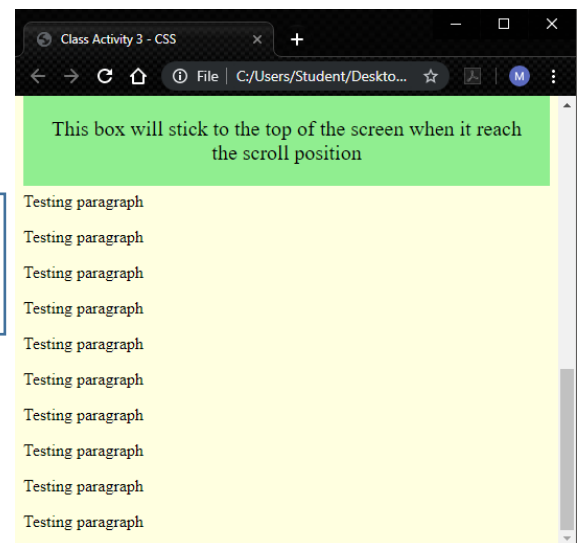 Class Activity 3 - CSS
File | C:/Users/Student/Deskto...
M
This box will stick to the top of the screen when it reach
the scroll position
Testing paragraph
Testing paragraph
Testing paragraph
Testing paragraph
Testing paragraph
Testing paragraph
Testing paragraph
Testing paragraph
Testing paragraph
Testing paragraph